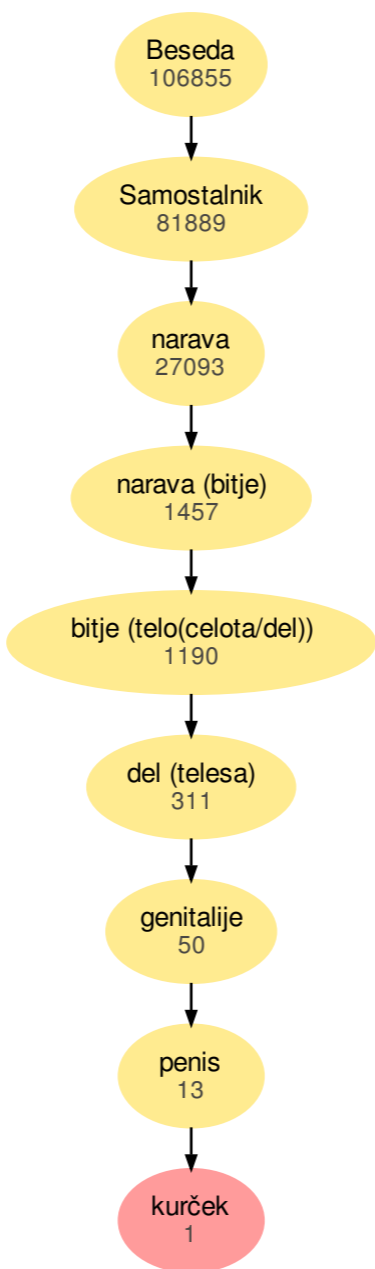 Beseda
106855
Samostalnik
81889
narava
27093
narava (bitje)
1457
bitje (telo(celota/del))
1190
del (telesa)
311
genitalije
50
penis
13
kurček
1